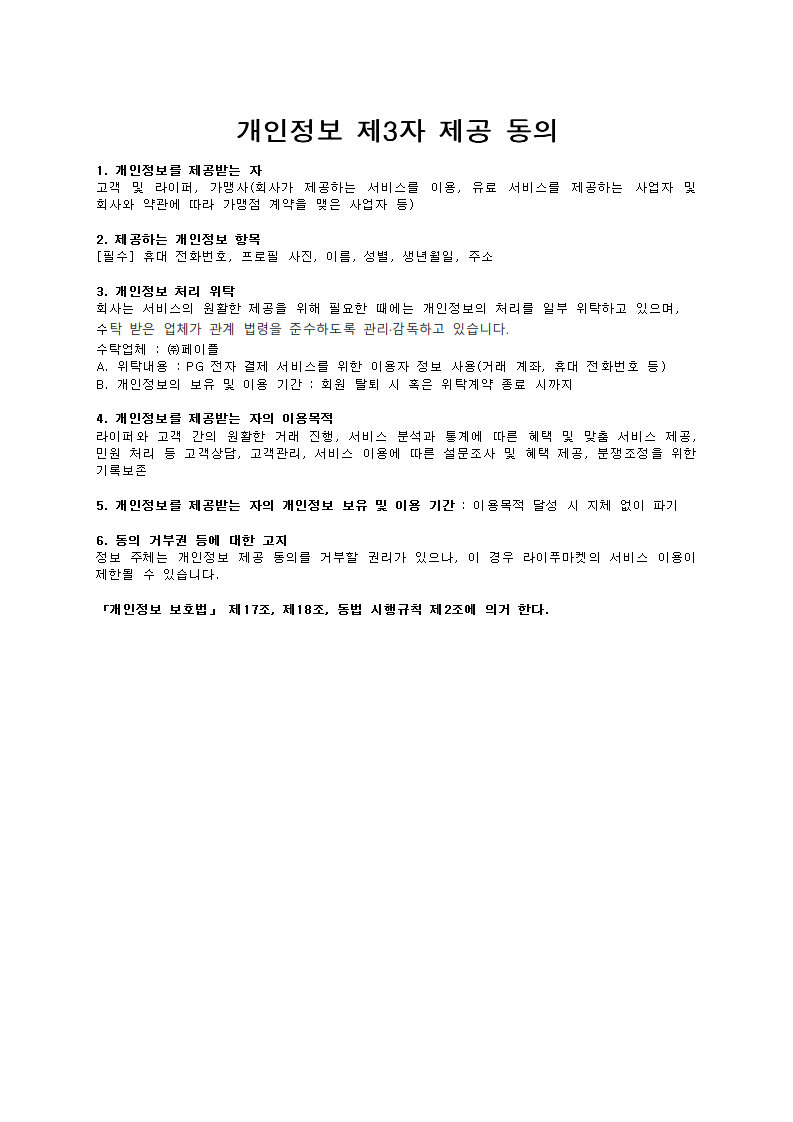 개인정보 제3자 제공 동의
1. 개인정보를 제공받는 자
고객 및 라이퍼, 가맹사(회사가 제공하는 서비스를 이용, 유료 서비스를 제공하는 사업자 및
회사와 약관에 따라 가맹점 계약을 맺은 사업자 등)
2. 제공하는 개인정보 항목
[필수] 휴대 전화번호, 프로필 사진, 이름, 성별, 생년월일, 주소
3. 개인정보 처리 위탁
회사는 서비스의 원활한 제공을 위해 필요한 때에는 개인정보의 처리를 일부 위탁하고 있으며,
수탁 받은 업체가 관계 법령을 준수하도록 관리·감독하고 있습니다.
수탁업체 : ㈜페이플
A. 위탁내용 : PG 전자 결제 서비스를 위한 이용자 정보 사용(거래 계좌, 휴대 전화번호 등)
B. 개인정보의 보유 및 이용 기간 : 회원 탈퇴 시 혹은 위탁계약 종료 시까지
4. 개인정보를 제공받는 자의 이용목적
라이퍼와 고객 간의 원활한 거래 진행, 서비스 분석과 통계에 따른 혜택 및 맞춤 서비스 제공,
민원 처리 등 고객상담, 고객관리, 서비스 이용에 따른 설문조사 및 혜택 제공, 분쟁조정을 위한
기록보존
5. 개인정보를 제공받는 자의 개인정보 보유 및 이용 기간 : 이용목적 달성 시 지체 없이 파기
6. 동의 거부권 등에 대한 고지
정보 주체는 개인정보 제공 동의를 거부할 권리가 있으나, 이 경우 라이푸마켓의 서비스 이용이
제한될 수 있습니다.
「개인정보 보호법」 제17조, 제18조, 동법 시행규칙 제2조에 의거 한다.